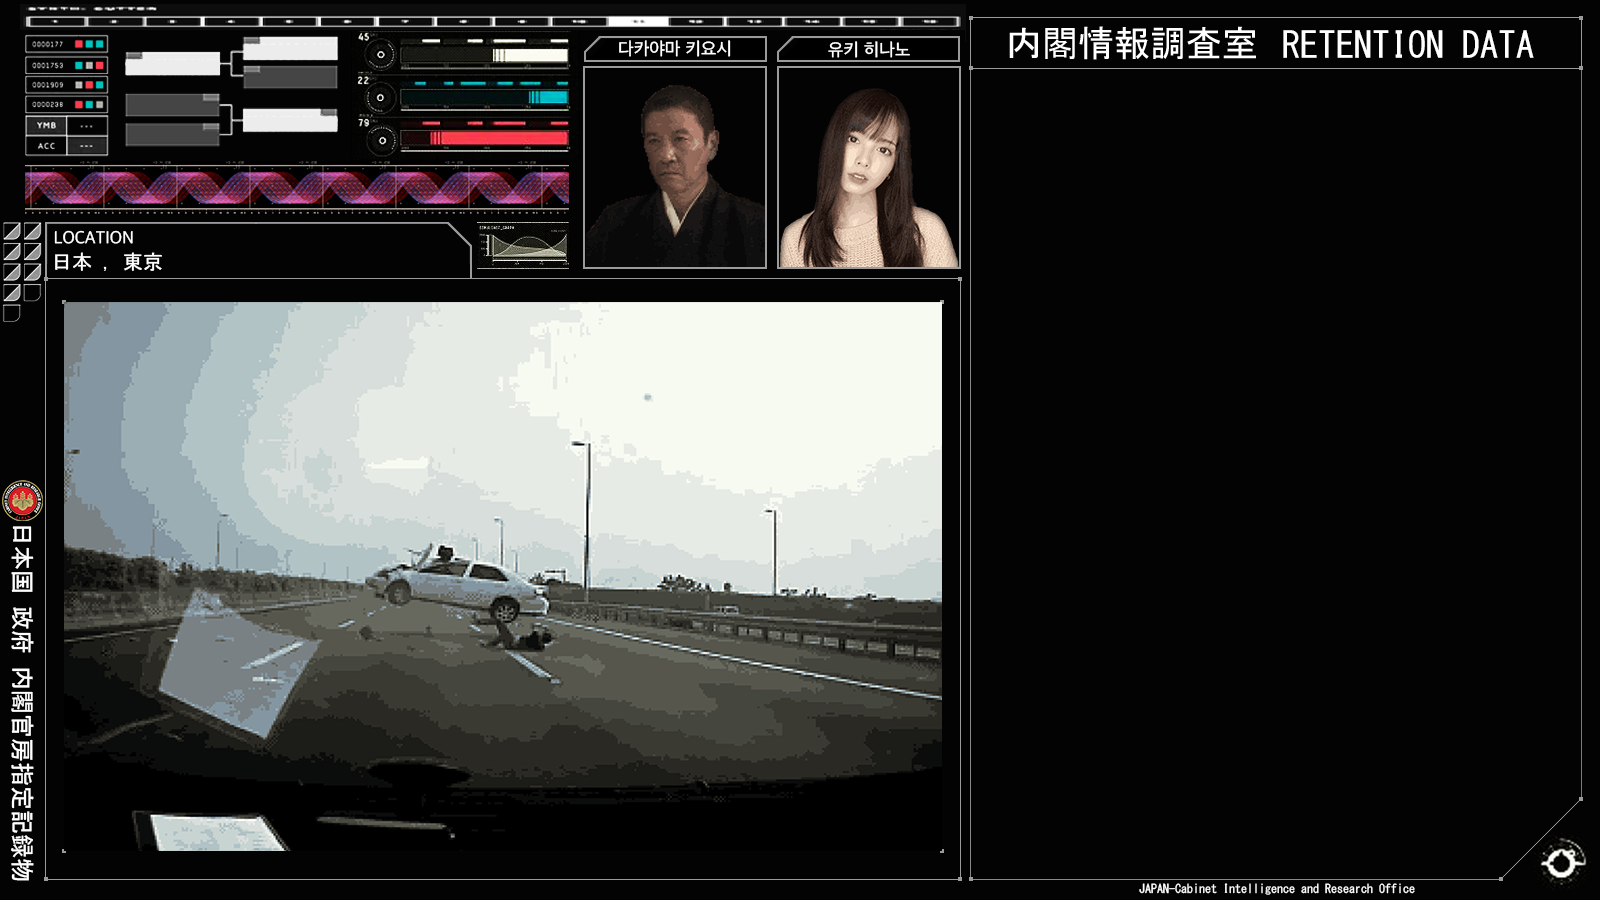 0000177
0001753
0001909
0000238
YMB ---
ACC ---
45
22
79
다카야마 키요시
유키 히나노
内閣情報調査室 RETENTION DATA
LOCATION
日本 , 東京
日本国 政府 内閣官房指定記録物
JAPAN-Cabinet Intelligence and Research Office